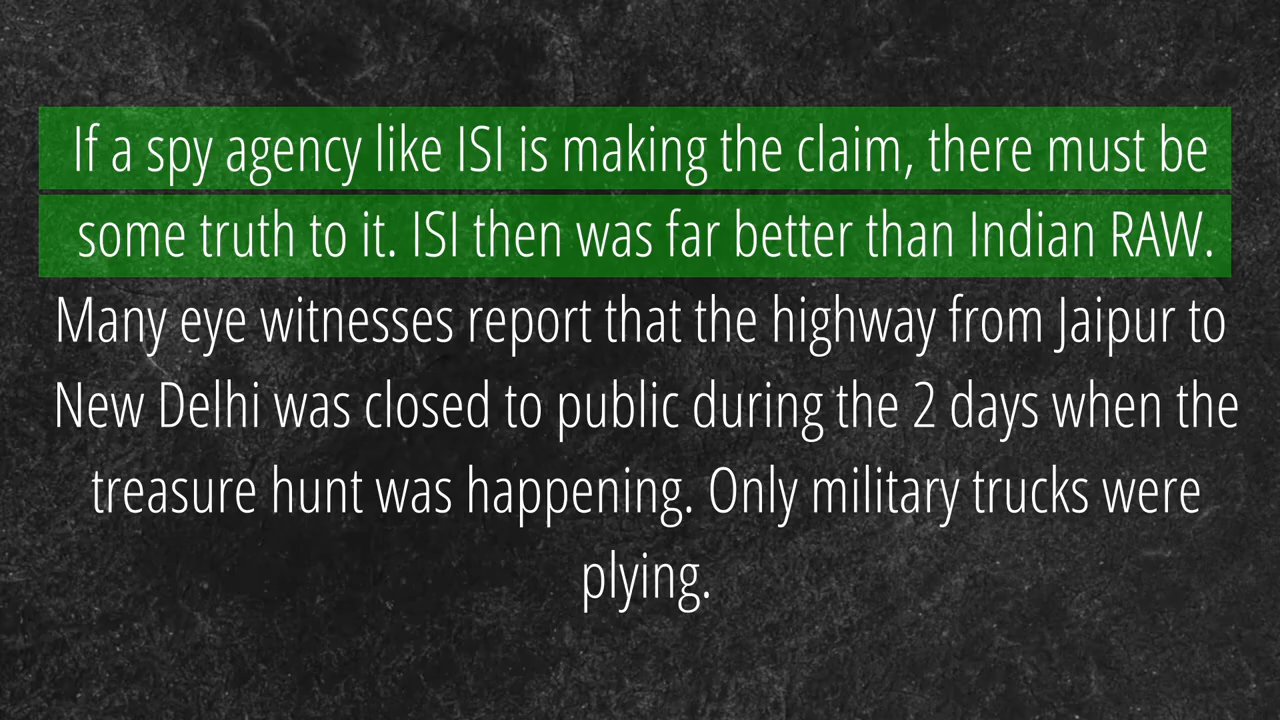 If a spy agency like ISI is making the claim, there must be
some truth to it. ISI then was far better than Indian RAW.
Many eye witnesses report that the highway from Jaipur to
New Delhi was closed to public during the 2 days when the
treasure hunt was happening. Only military trucks were
plying.